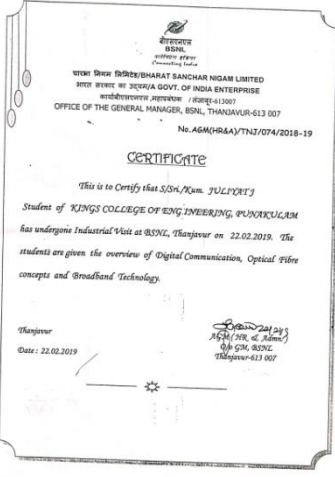 बीएसएनएल
BSNL
Connecting India
भारत संचार निगम लिमिटेड/BHARAT SANCHAR NIGAM LIMITED
भारत सरकार का उद्यम/A GOVT. OF INDIA ENTERPRISE
OFFICE OF THE GENERAL MANAGER, BSNL, THANJAVUR-613 007
No.AGM(HR&A)/TNJ/074/2018-19
CERTIFICATE
This is to Certify that S/Sri./Kum. JULIYAT J
Student of KINGS COLLEGE OF ENGINEERING, PUNAKULAM
has undergone Industrial Visit at BSNL, Thanjavur on 22.02.2019. The
students are given the overview of Digital Communication, Optical Fibre
concepts and Broadband Technology.
Thanjavur
Date : 22.02.2019
AGM (HR & Admn.)
O/o GM, BSNL
Thanjavur-613 007